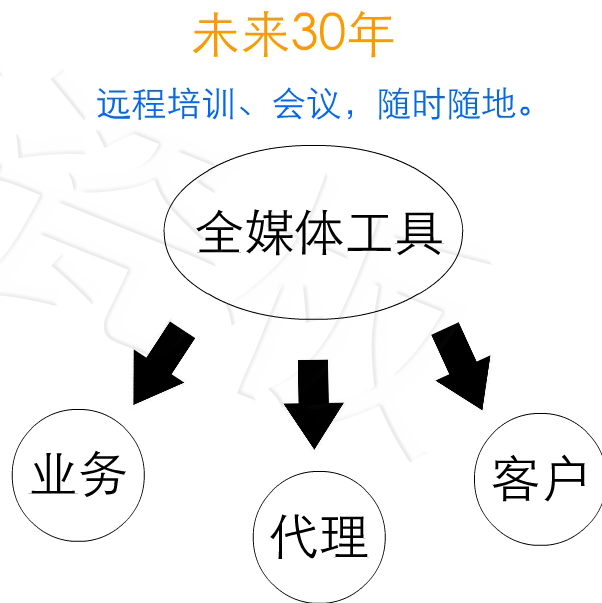 未来30年
远程培训、会议，随时随地。
全媒体工具
业务
代理
客户